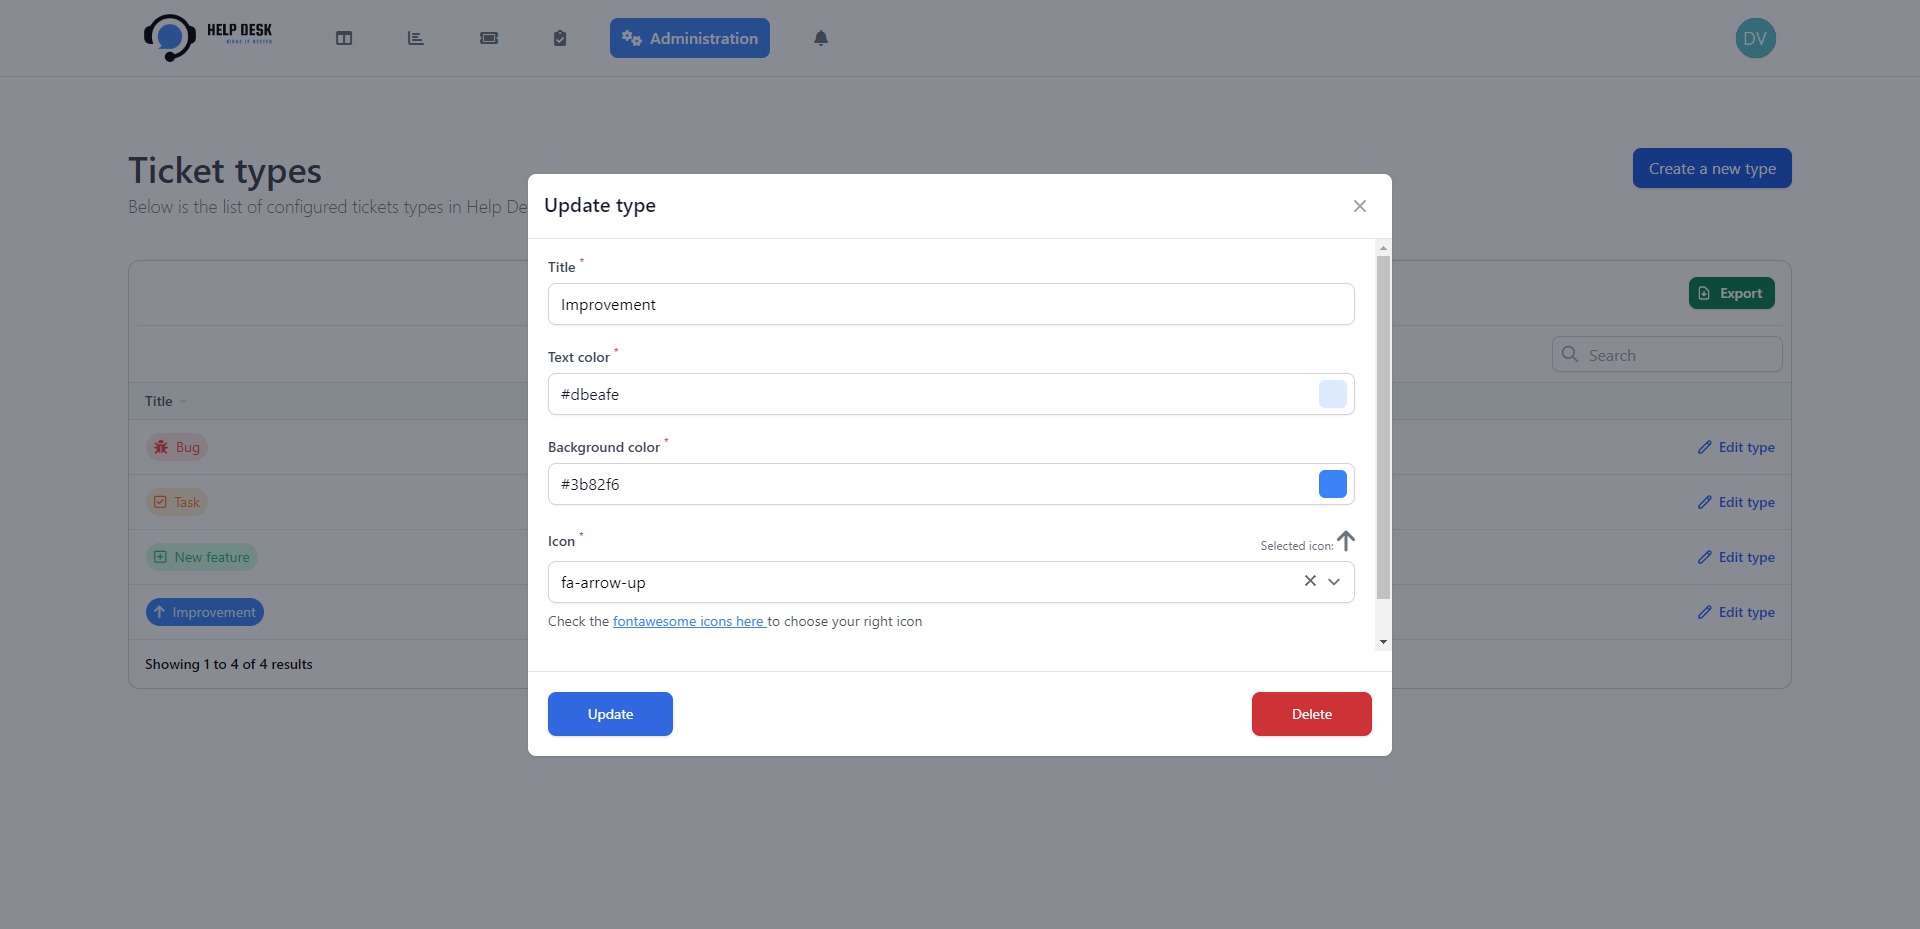 HELP DESK
Administration
DV
Ticket types
Create a new type
Below is the list of configured tickets types in Help De
Update type
Title *
Improvement
Export
Text color *
Search
#dbeafe
Title
Background color *
Bug
Edit type
#3b82f6
Task
Edit type
Icon *
Selected icon:
New feature
Edit type
fa-arrow-up
Improvement
Edit type
Check the fontawesome icons here to choose your right icon
Showing 1 to 4 of 4 results
Update
Delete